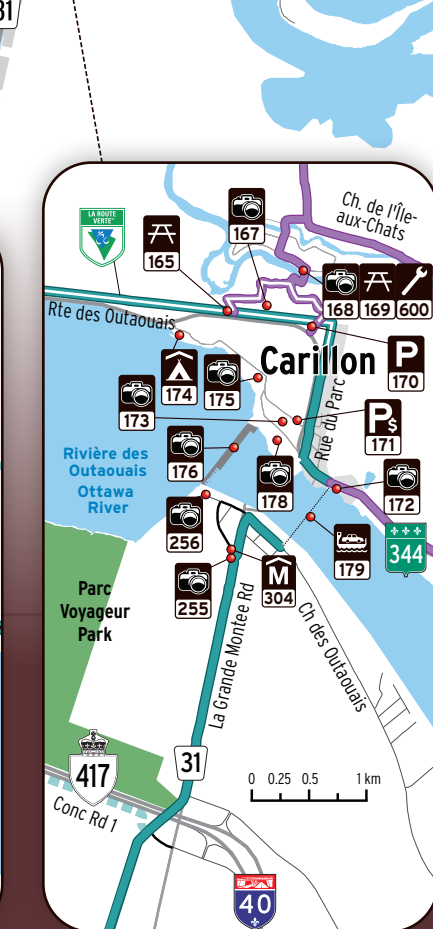 31
LA ROUTE
VERTE
165
167
Ch. de l'Île-
aux-Chats
168
169
600
Rte des Outaouais
Carillon
P
170
174
175
173
P$
171
Rue du Parc
Rivière des
Outaouais
Ottawa
River
176
178
172
256
179
344
255
M
304
Parc
Voyageur
Park
La Grande Montee Rd
Ch des Outaouais
417
31
0 0.25 0.5 1 km
Conc Rd 1
40